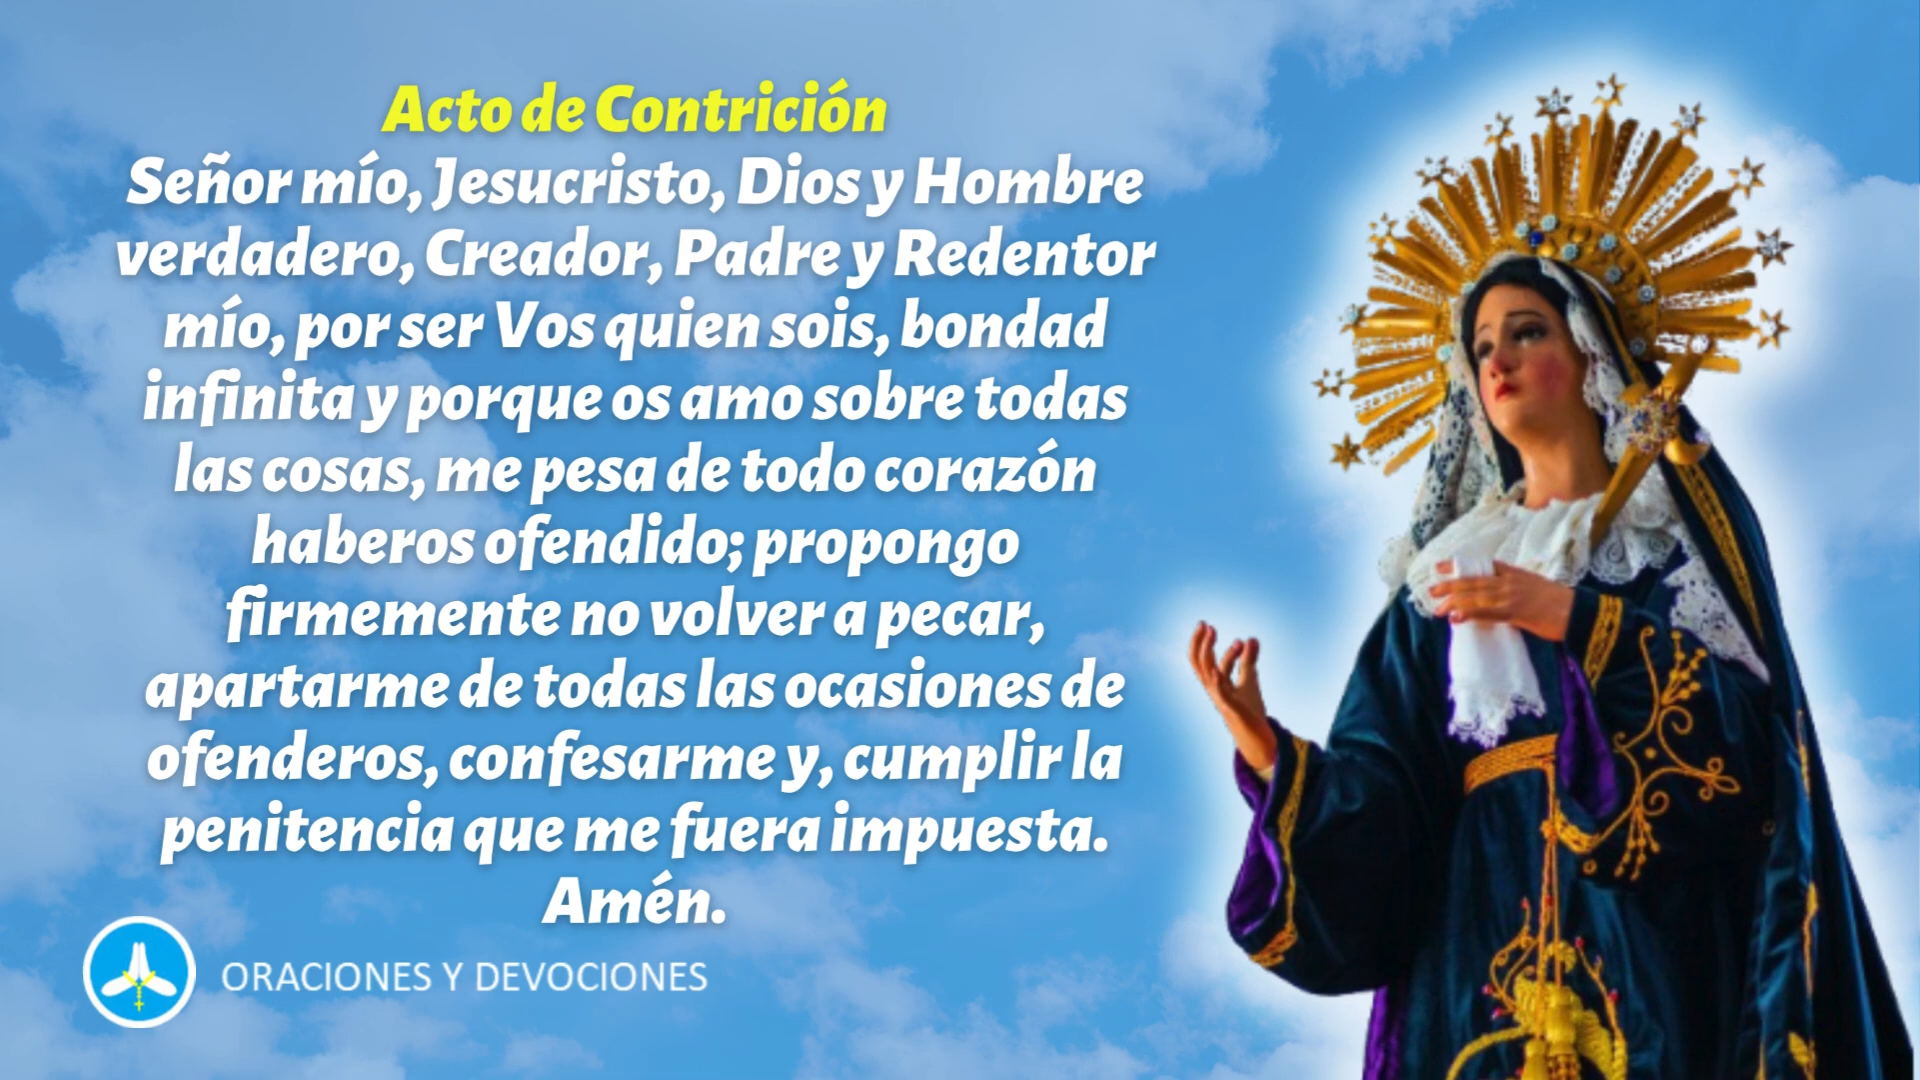 Acto de Contrición
Señor mío, Jesucristo, Dios y Hombre
verdadero, Creador, Padre y Redentor
mío, por ser Vos quien sois, bondad
infinita y porque os amo sobre todas
las cosas, me pesa de todo corazón
haberos ofendido; propongo
firmemente no volver a pecar,
apartarme de todas las ocasiones de
ofenderos, confesarme y, cumplir la
penitencia que me fuera impuesta.
Amén.
ORACIONES Y DEVOCIONES